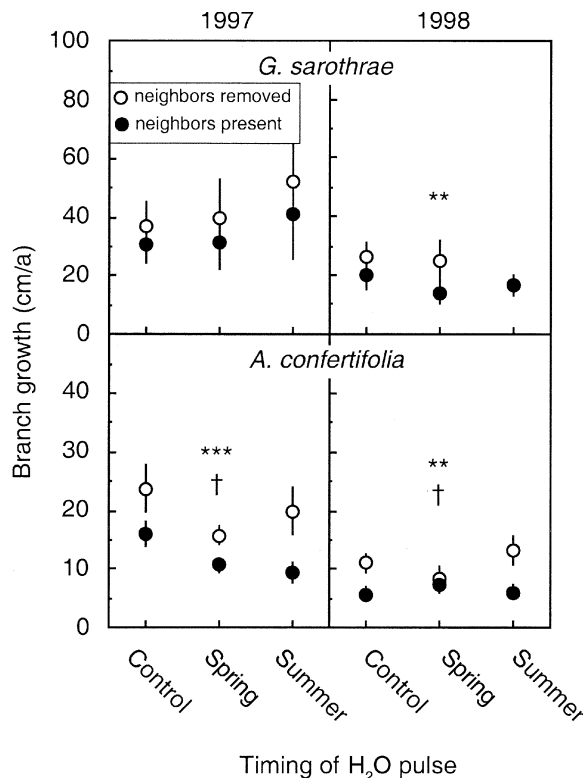 1997 1998
100
G. sarothrae
neighbors removed
neighbors present
80
60
40
**
20
0
Branch growth (cm/a)
A. confertifolia
40
30
*** **
† †
20
10
0
Control Spring Summer Control Spring Summer
Timing of H₂O pulse